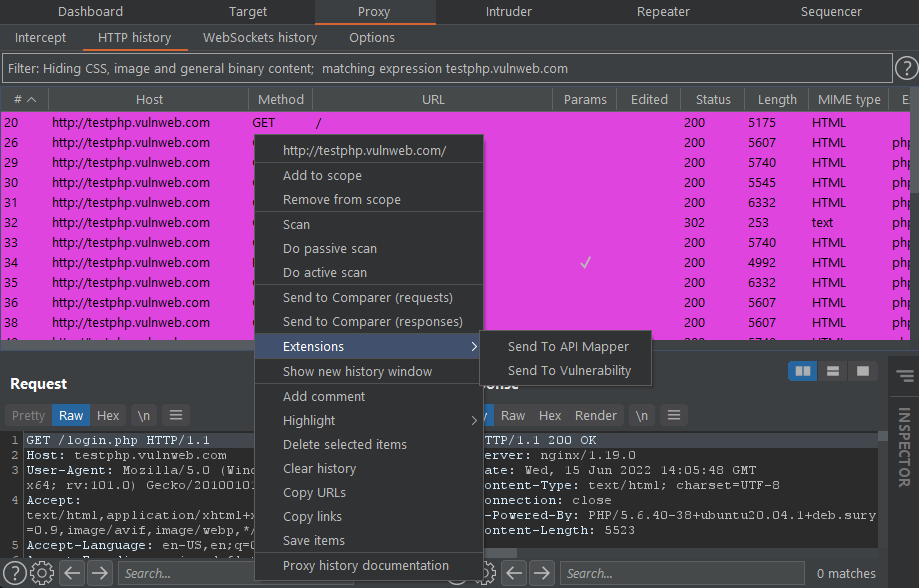 Dashboard Target Proxy Intruder Repeater Sequencer
Intercept HTTP history WebSockets history Options
Filter: Hiding CSS, image and general binary content; matching expression testphp.vulnweb.com ?
# Host Method URL Params Edited Status Length MIME type E
20 http://testphp.vulnweb.com GET / 200 5175 HTML
26 http://testphp.vulnweb.com 200 5607 HTML php
29 http://testphp.vulnweb.com 200 5740 HTML php
30 http://testphp.vulnweb.com 200 5545 HTML php
31 http://testphp.vulnweb.com 200 6332 HTML php
32 http://testphp.vulnweb.com 302 253 text php
33 http://testphp.vulnweb.com 200 5740 HTML php
34 http://testphp.vulnweb.com ✓ 200 4992 HTML php
35 http://testphp.vulnweb.com 200 6332 HTML php
36 http://testphp.vulnweb.com 200 5607 HTML php
38 http://testphp.vulnweb.com 200 5607 HTML php
http://testphp.vulnweb.com/
Add to scope
Remove from scope
Scan
Do passive scan
Do active scan
Send to Comparer (requests)
Send to Comparer (responses)
Extensions
Show new history window
Add comment
Highlight
Delete selected items
Clear history
Copy URLs
Copy links
Save items
Proxy history documentation
Send To API Mapper
Send To Vulnerability
Request
Pretty Raw Hex \n
1 GET /login.php HTTP/1.1
2 Host: testphp.vulnweb.com
3 User-Agent: Mozilla/5.0 (Wind
x64; rv:101.0) Gecko/20100101
4 Accept:
text/html,application/xhtml+x
=0.9,image/avif,image/webp,*/
5 Accept-Language: en-US,en;q=0
Search...
onse
y Raw Hex Render \n
TTP/1.1 200 OK
erver: nginx/1.19.0
ate: Wed, 15 Jun 2022 14:05:48 GMT
ontent-Type: text/html; charset=UTF-8
onnection: close
-Powered-By: PHP/5.6.40-38+ubuntu20.04.1+deb.sury
ontent-Length: 5523
Search...
0 matches
INSPECTOR